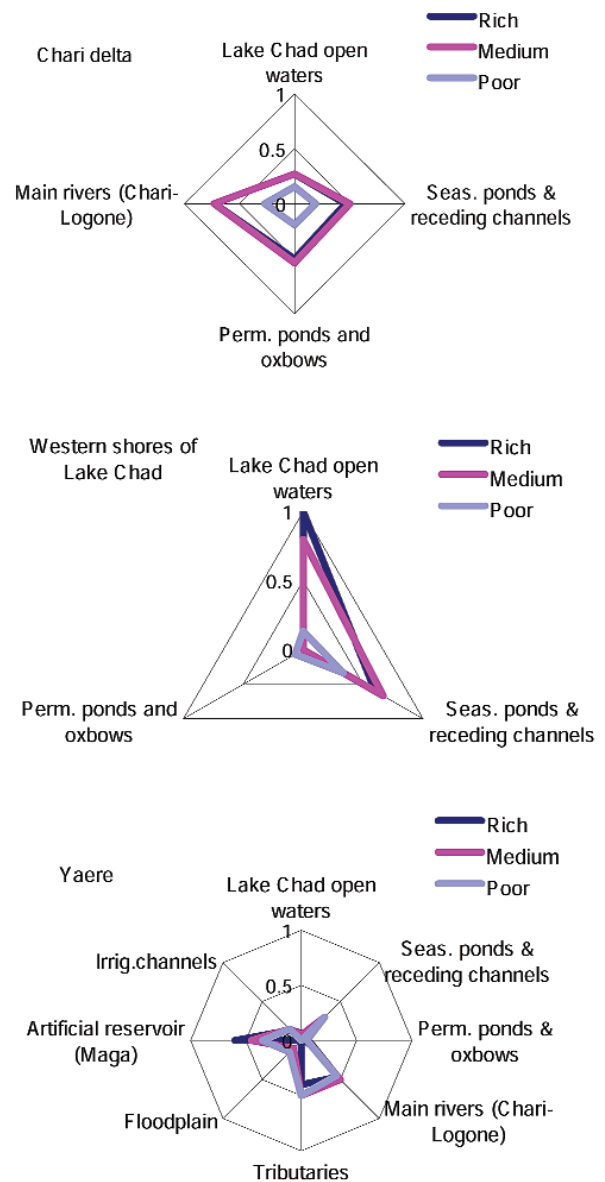 Chari delta
Rich
Medium
Poor
Lake Chad open
waters
1
0.5
0
Main rivers (Chari-
Logone)
Seas. ponds &
receding channels
Perm. ponds and
oxbows
Western shores of
Lake Chad
Rich
Medium
Poor
Lake Chad open
waters
1
0.5
0
Perm. ponds and
oxbows
Seas. ponds &
receding channels
Yaere
Rich
Medium
Poor
Lake Chad open
waters
1
0.5
0
Irrig.channels
Seas. ponds &
receding channels
Artificial reservoir
(Maga)
Perm. ponds &
oxbows
Floodplain
Main rivers (Chari-
Logone)
Tributaries